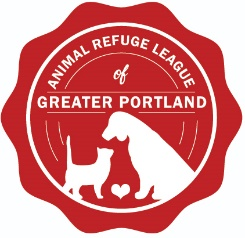 ANIMAL REFUGE LEAGUE
of
GREATER PORTLAND